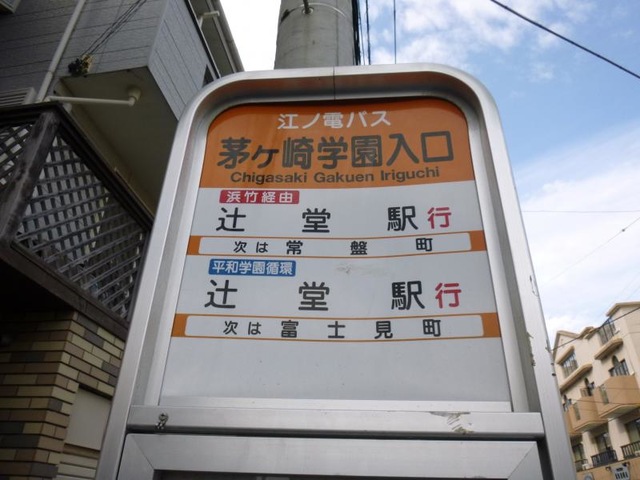 江ノ電バス
茅ヶ崎学園入口
Chigasaki Gakuen Iriguchi
浜竹経由
辻堂駅行
次は常盤町
平和学園循環
辻堂駅行
次は富士見町